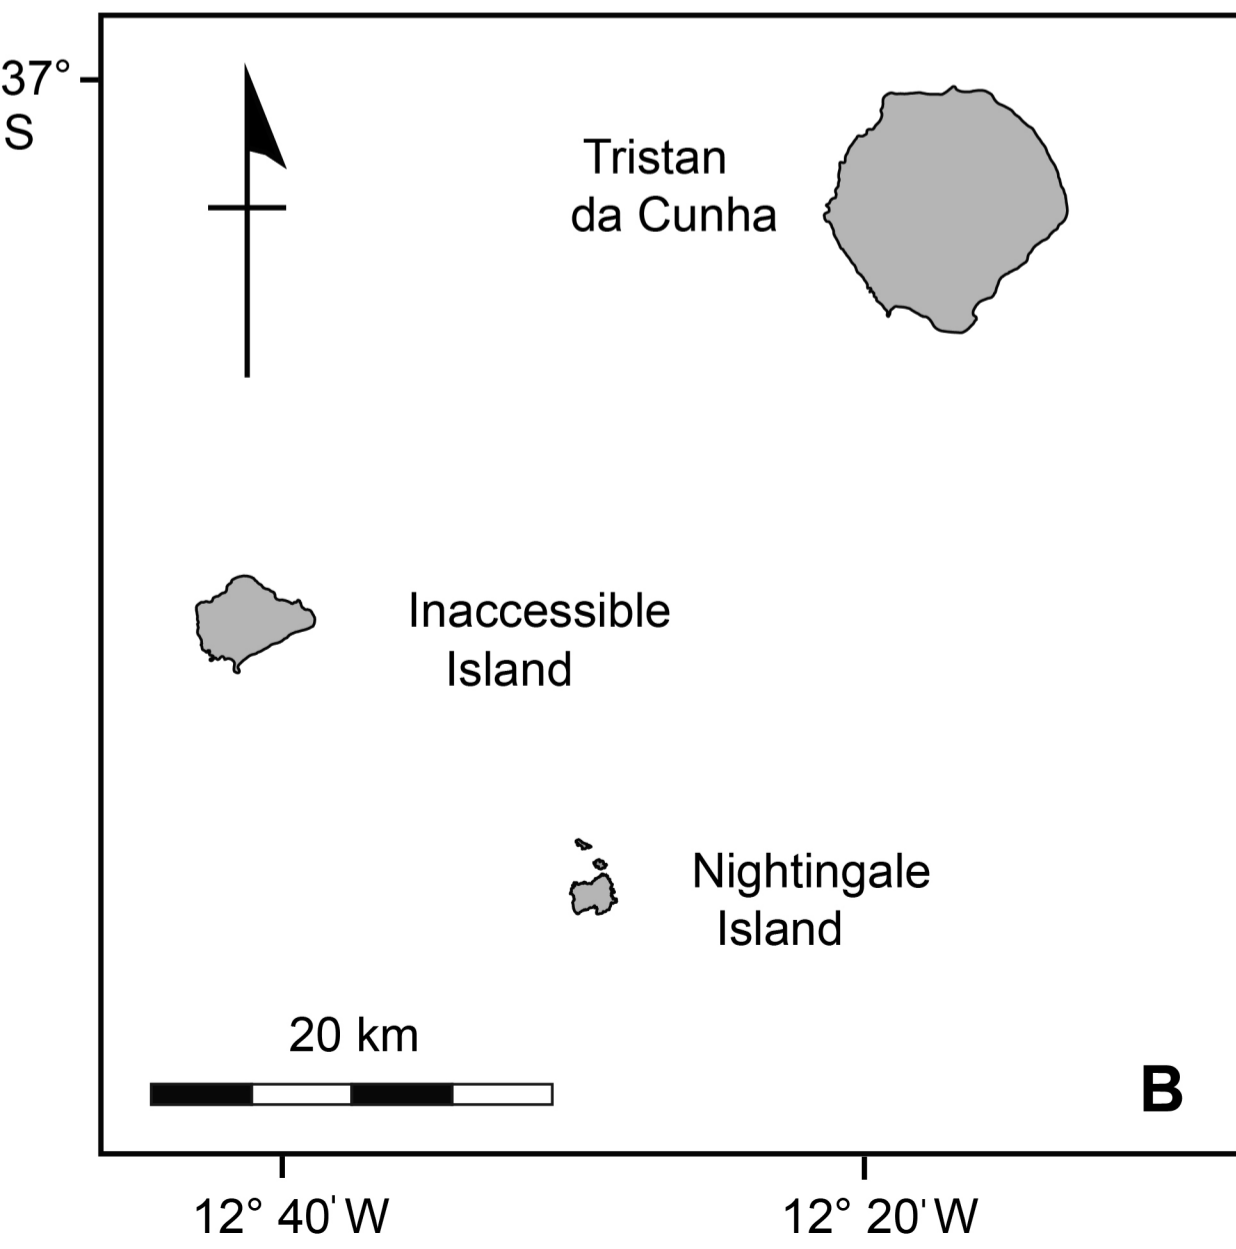 37°
S
Tristan
da Cunha
Inaccessible
Island
Nightingale
Island
20 km
B
12° 40' W
12° 20' W